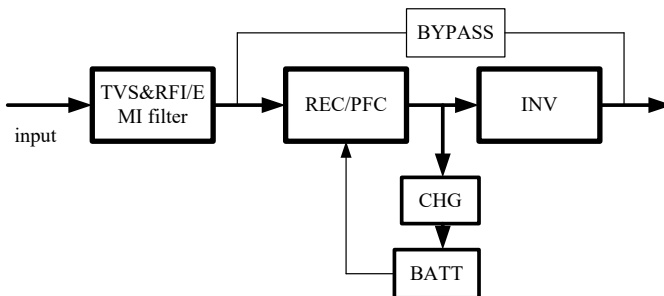 BYPASS
TVS&RFI/E
MI filter
REC/PFC
INV
input
CHG
BATT